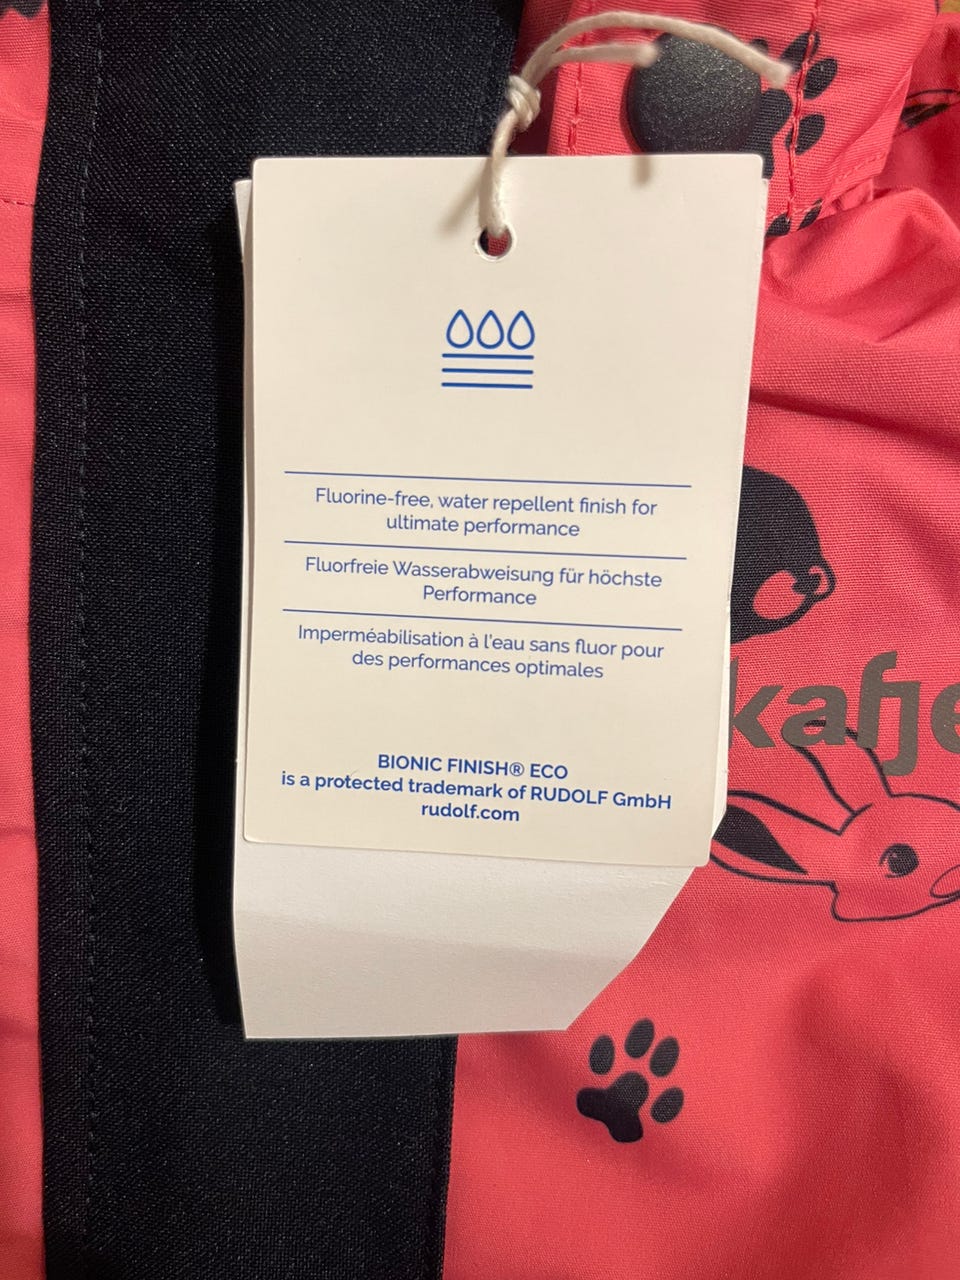 Fluorine-free, water repellent finish for
ultimate performance
Fluorfreie Wasserabweisung für höchste
Performance
Imperméabilisation à l'eau sans fluor pour
des performances optimales
BIONIC FINISH® ECO
is a protected trademark of RUDOLF GmbH
rudolf.com